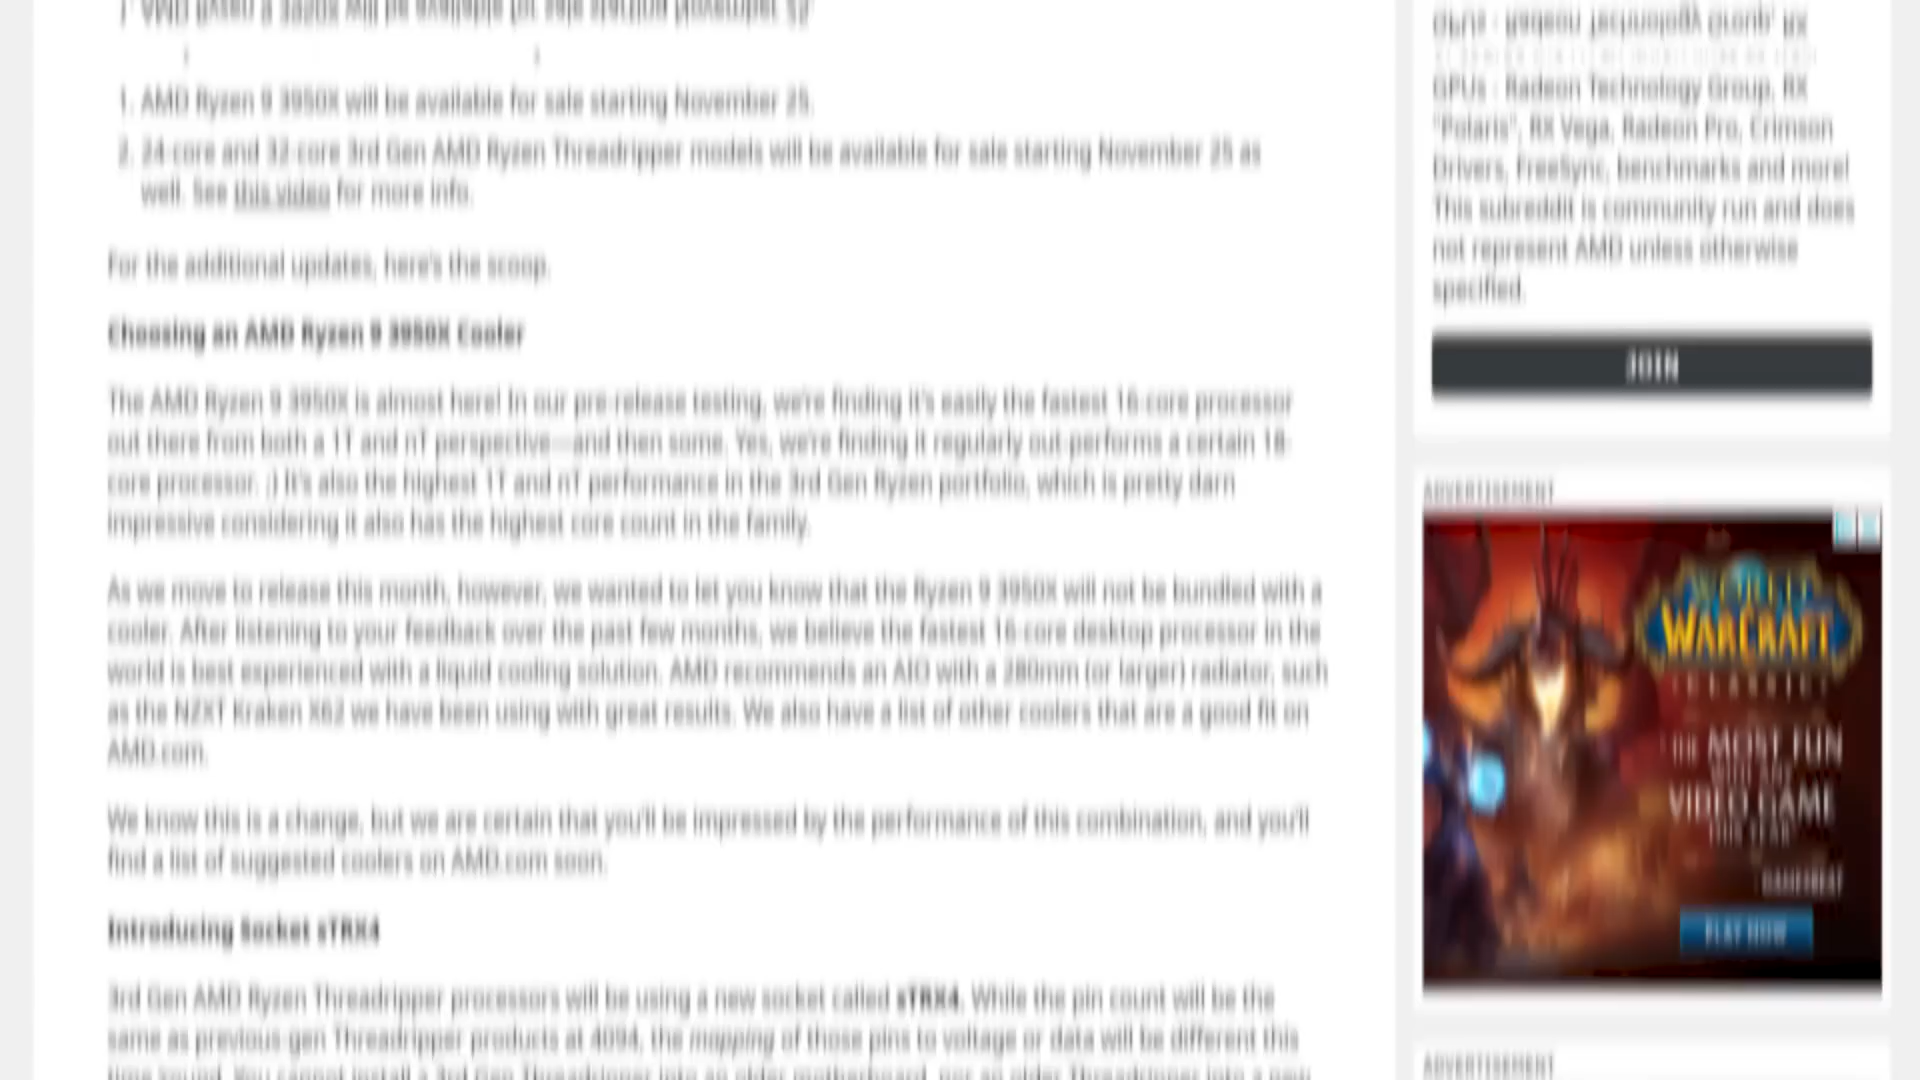 1. AMD Ryzen 9 3950X will be available for sale starting November 25.
2. 24-core and 32-core 3rd Gen AMD Ryzen Threadripper models will be available for sale starting November 25 as
well. See this video for more info.
For the additional updates, here's the scoop.
Choosing an AMD Ryzen 9 3950X Cooler
The AMD Ryzen 9 3950X is almost here! In our pre-release testing, we're finding it's easily the fastest 16-core processor
out there from both a 1T and nT perspective—and then some. Yes, we're finding it regularly out-performs a certain 18-
core processor. ;) It's also the highest 1T and nT performance in the 3rd Gen Ryzen portfolio, which is pretty darn
impressive considering it also has the highest core count in the family.
As we move to release this month, however, we wanted to let you know that the Ryzen 9 3950X will not be bundled with a
cooler. After listening to your feedback over the past few months, we believe the fastest 16-core desktop processor in the
world is best experienced with a liquid cooling solution. AMD recommends an AIO with a 280mm (or larger) radiator, such
as the NZXT Kraken X62 we have been using with great results. We also have a list of other coolers that are a good fit on
AMD.com.
We know this is a change, but we are certain that you'll be impressed by the performance of this combination, and you'll
find a list of suggested coolers on AMD.com soon.
Introducing Socket sTRX4
3rd Gen AMD Ryzen Threadripper processors will be using a new socket called sTRX4. While the pin count will be the
same as previous-gen Threadripper products at 4094, the mapping of those pins to voltage or data will be different this
GPUs - Radeon Technology Group, RX
"Polaris", RX Vega, Radeon Pro, Crimson
Drivers, FreeSync, benchmarks and more!
This subreddit is community run and does
not represent AMD unless otherwise
specified.
JOIN
ADVERTISEMENT
WORLD
WARCRAFT
CLASSIC
THE MOST FUN
VIDEO GAME
THIS YEAR
GAMESBEAT
PLAY NOW
ADVERTISEMENT